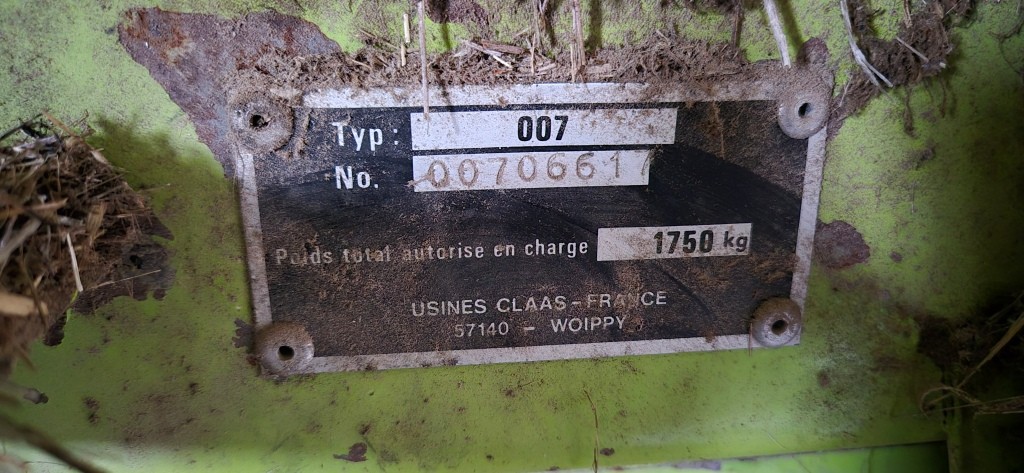 Typ: 007
No. 00706617
Poids total autorise en charge 1750 kg
USINES CLAAS - FRANCE
57140 - WOIPPY